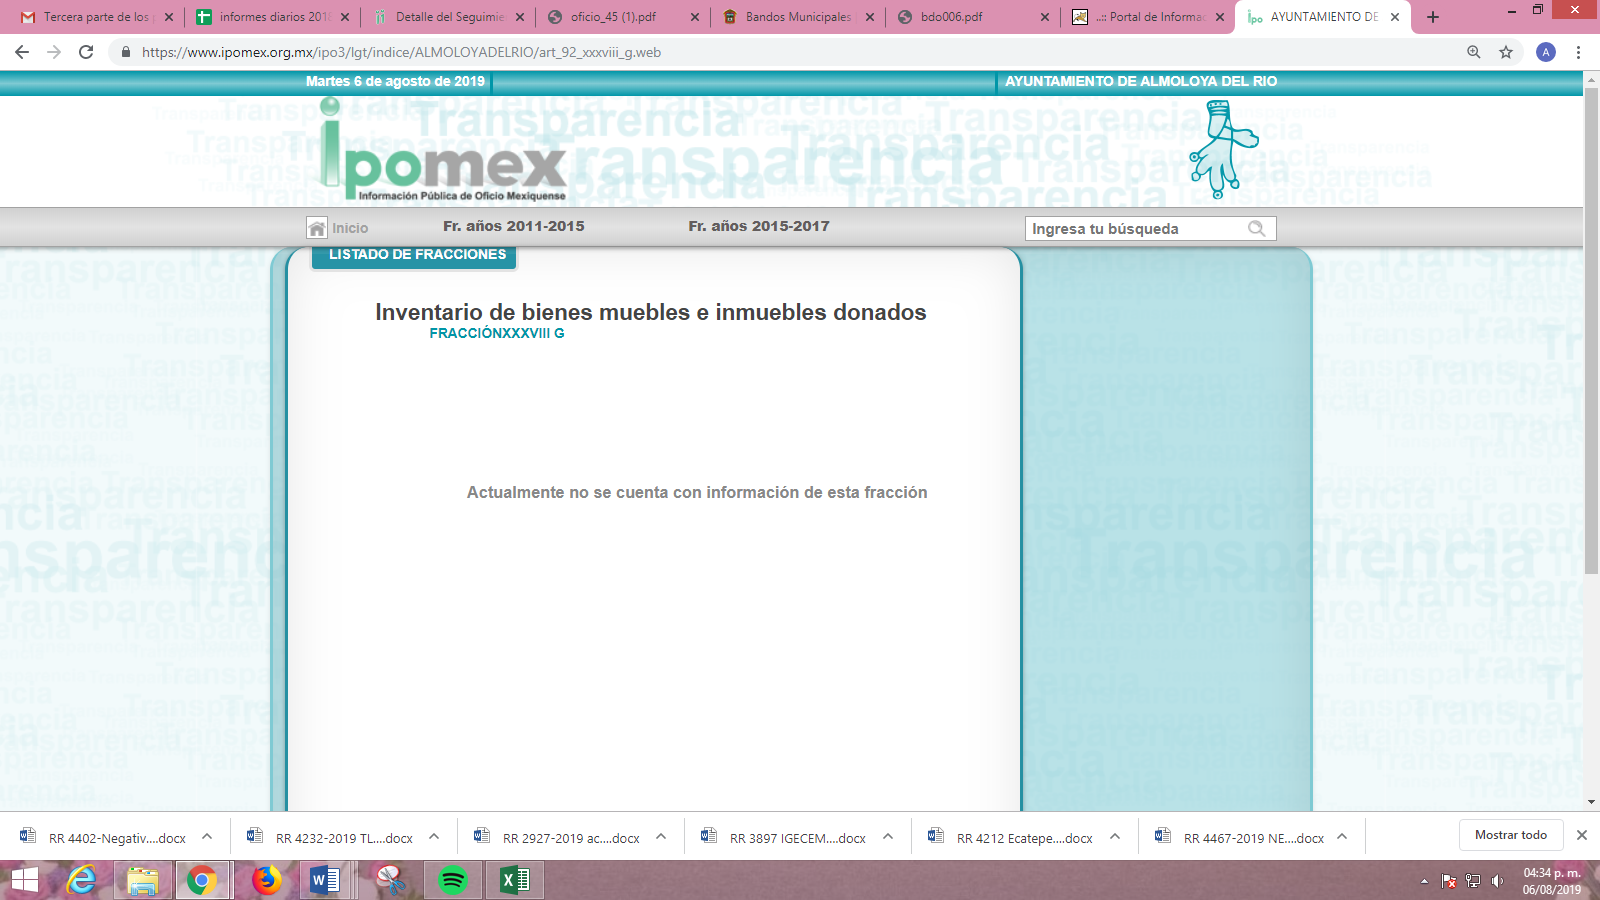 Tercera parte de los
informes diarios 2018
Detalle del Seguimie
oficio_45 (1).pdf
Bandos Municipales
bdo006.pdf
..:: Portal de Informac
AYUNTAMIENTO DE
https://www.ipomex.org.mx/ipo3/lgt/indice/ALMOLOYADELRIO/art_92_xxxviii_g.web
A
Martes 6 de agosto de 2019
AYUNTAMIENTO DE ALMOLOYA DEL RIO
Transparencia
ipomex
Información Pública de Oficio Mexiquense
Inicio
Fr. años 2011-2015
Fr. años 2015-2017
Ingresa tu búsqueda
LISTADO DE FRACCIONES
Inventario de bienes muebles e inmuebles donados
FRACCIÓNXXXVIII G
Actualmente no se cuenta con información de esta fracción
RR 4402-Negativ....docx
RR 4232-2019 TL....docx
RR 2927-2019 ac....docx
RR 3897 IGECEM....docx
RR 4212 Ecatepe....docx
RR 4467-2019 NE....docx
Mostrar todo
04:34 p. m.
06/08/2019